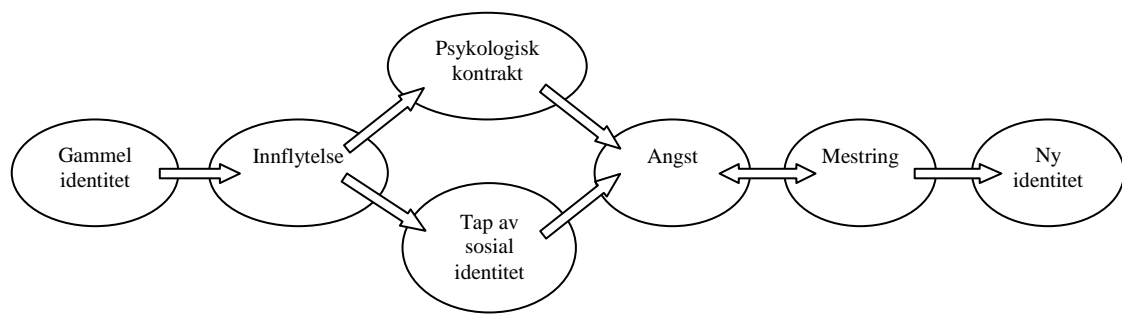 Psykologisk
kontrakt
Gammel
identitet
Innflytelse
Tap av
sosial
identitet
Angst
Mestring
Ny
identitet